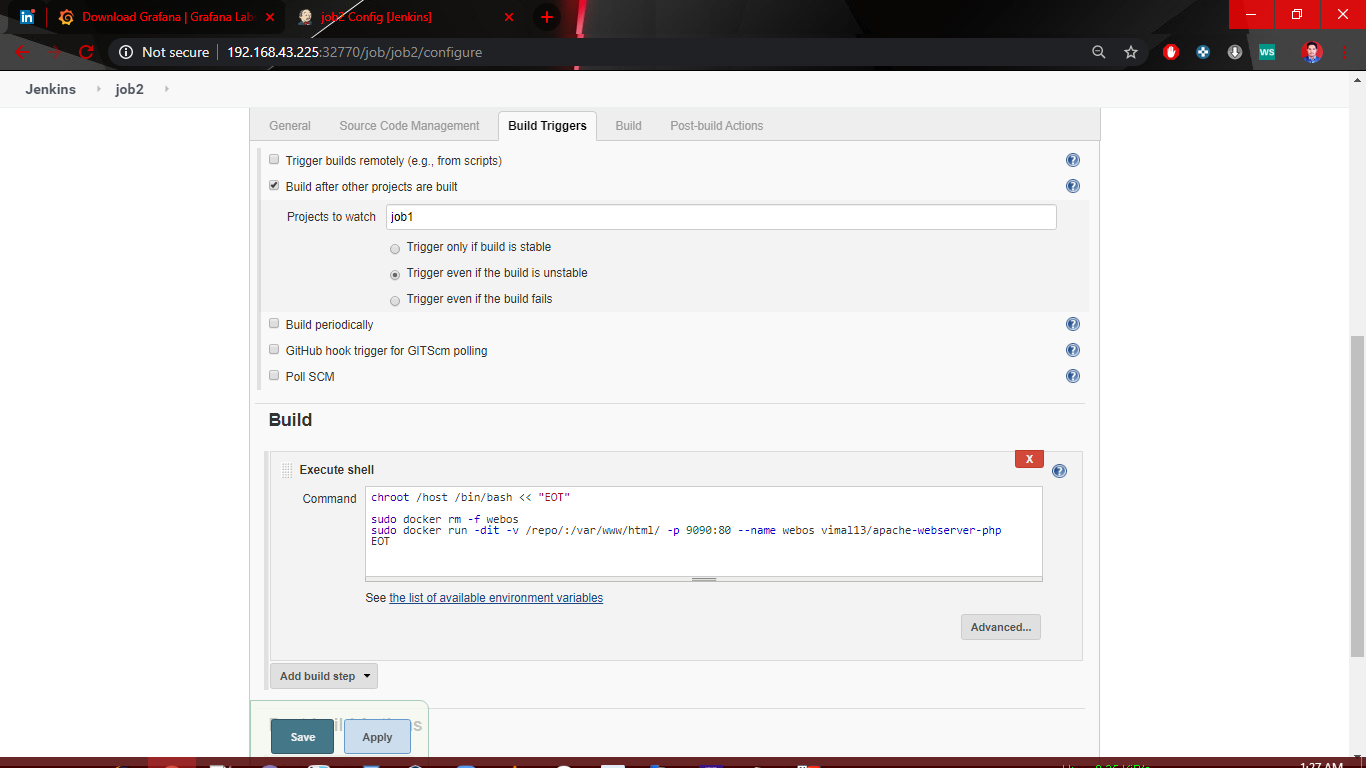 Download Grafana | Grafana Lab
job2 Config [Jenkins]
Not secure
192.168.43.225:32770/job/job2/configure
Jenkins
job2
General
Source Code Management
Build Triggers
Build
Post-build Actions
Trigger builds remotely (e.g., from scripts)
Build after other projects are built
Projects to watch
job1
Trigger only if build is stable
Trigger even if the build is unstable
Trigger even if the build fails
Build periodically
GitHub hook trigger for GITScm polling
Poll SCM
Build
X
Execute shell
Command
chroot /host /bin/bash << "EOT"
sudo docker rm -f webos
sudo docker run -dit -v /repo/:/var/www/html/ -p 9090:80 --name webos vimal13/apache-webserver-php
EOT
See the list of available environment variables
Advanced...
Add build step
Save
Apply
1:27 AM